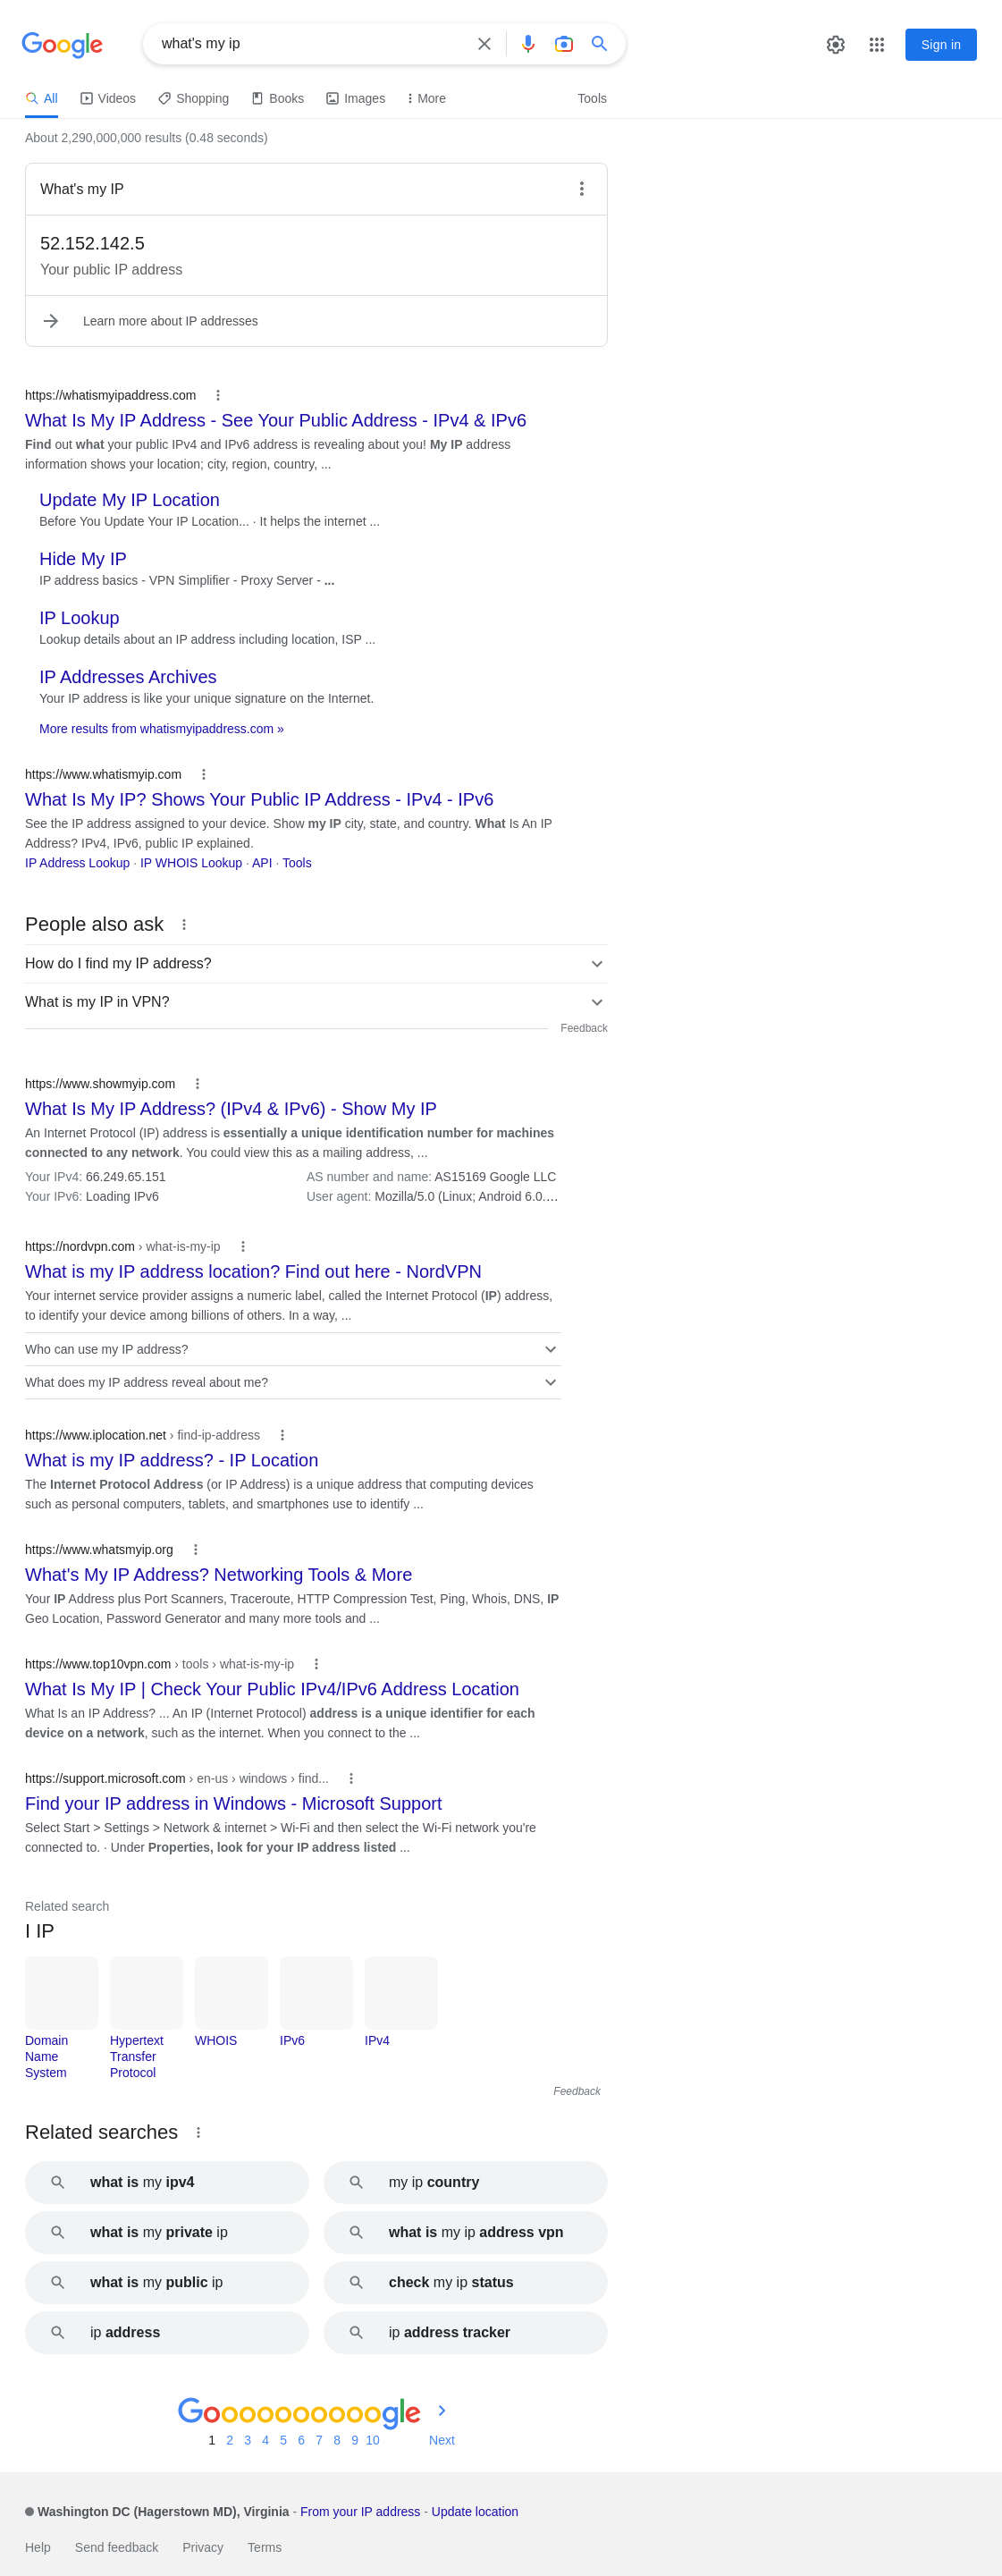 Google
what's my ip
Sign in
All
Videos
Shopping
Books
Images
More
Tools
About 2,290,000,000 results (0.48 seconds)
What's my IP
52.152.142.5
Your public IP address
Learn more about IP addresses
https://whatismyipaddress.com
What Is My IP Address - See Your Public Address - IPv4 & IPv6
Find out what your public IPv4 and IPv6 address is revealing about you! My IP address
information shows your location; city, region, country, ...
Update My IP Location
Before You Update Your IP Location... · It helps the internet ...
Hide My IP
IP address basics - VPN Simplifier - Proxy Server - ...
IP Lookup
Lookup details about an IP address including location, ISP ...
IP Addresses Archives
Your IP address is like your unique signature on the Internet.
More results from whatismyipaddress.com »
https://www.whatismyip.com
What Is My IP? Shows Your Public IP Address - IPv4 - IPv6
See the IP address assigned to your device. Show my IP city, state, and country. What Is An IP
Address? IPv4, IPv6, public IP explained.
IP Address Lookup · IP WHOIS Lookup · API · Tools
People also ask
How do I find my IP address?
What is my IP in VPN?
Feedback
https://www.showmyip.com
What Is My IP Address? (IPv4 & IPv6) - Show My IP
An Internet Protocol (IP) address is essentially a unique identification number for machines
connected to any network. You could view this as a mailing address, ...
Your IPv4: 66.249.65.151
AS number and name: AS15169 Google LLC
Your IPv6: Loading IPv6
User agent: Mozilla/5.0 (Linux; Android 6.0....
https://nordvpn.com › what-is-my-ip
What is my IP address location? Find out here - NordVPN
Your internet service provider assigns a numeric label, called the Internet Protocol (IP) address,
to identify your device among billions of others. In a way, ...
Who can use my IP address?
What does my IP address reveal about me?
https://www.iplocation.net › find-ip-address
What is my IP address? - IP Location
The Internet Protocol Address (or IP Address) is a unique address that computing devices
such as personal computers, tablets, and smartphones use to identify ...
https://www.whatsmyip.org
What's My IP Address? Networking Tools & More
Your IP Address plus Port Scanners, Traceroute, HTTP Compression Test, Ping, Whois, DNS, IP
Geo Location, Password Generator and many more tools and ...
https://www.top10vpn.com › tools › what-is-my-ip
What Is My IP | Check Your Public IPv4/IPv6 Address Location
What Is an IP Address? ... An IP (Internet Protocol) address is a unique identifier for each
device on a network, such as the internet. When you connect to the ...
https://support.microsoft.com › en-us › windows › find...
Find your IP address in Windows - Microsoft Support
Select Start > Settings > Network & internet > Wi-Fi and then select the Wi-Fi network you're
connected to. · Under Properties, look for your IP address listed ...
Related search
I IP
Domain
Name
System
Hypertext
Transfer
Protocol
WHOIS
IPv6
IPv4
Feedback
Related searches
what is my ipv4
my ip country
what is my private ip
what is my ip address vpn
what is my public ip
check my ip status
ip address
ip address tracker
Goooooooooogle
1 2 3 4 5 6 7 8 9 10 Next
Washington DC (Hagerstown MD), Virginia - From your IP address - Update location
Help
Send feedback
Privacy
Terms